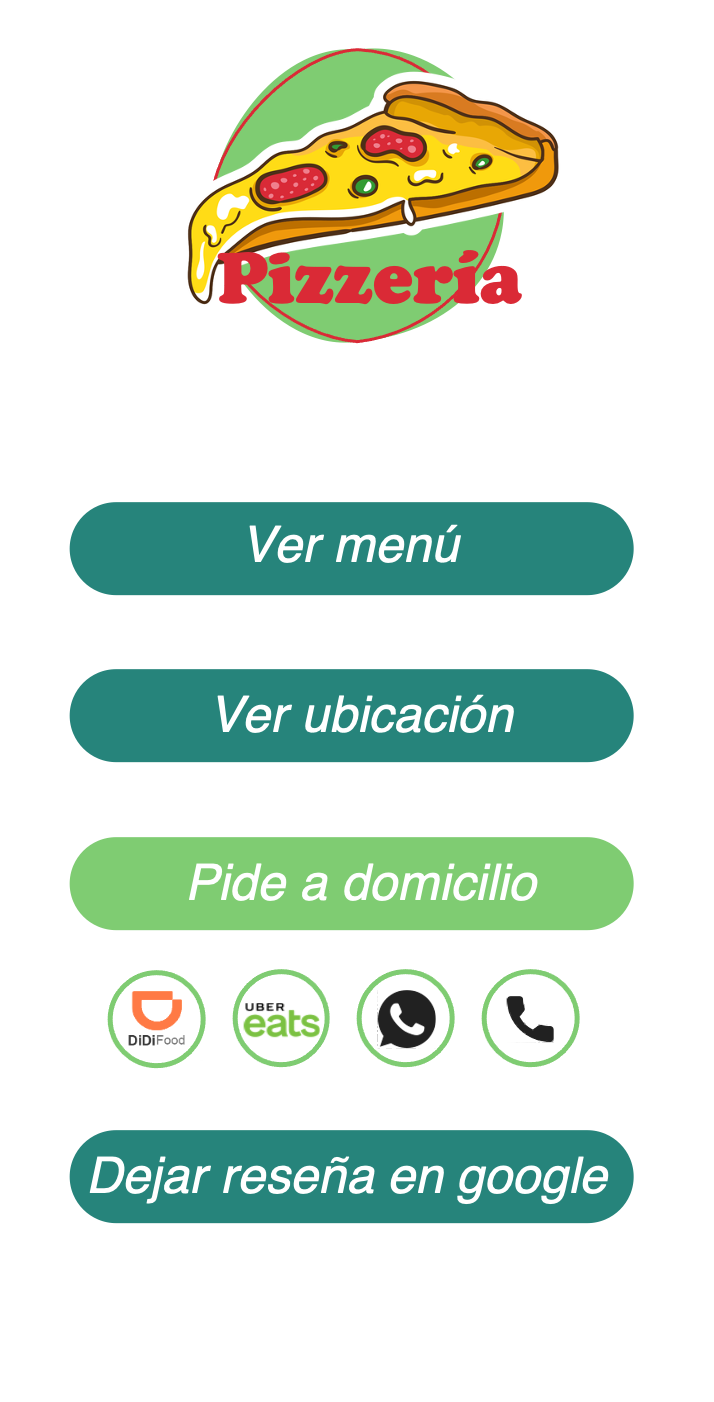 Pizzería
Ver menú
Ver ubicación
Pide a domicilio
DiDi Food
UBER
eats
Dejar reseña en google